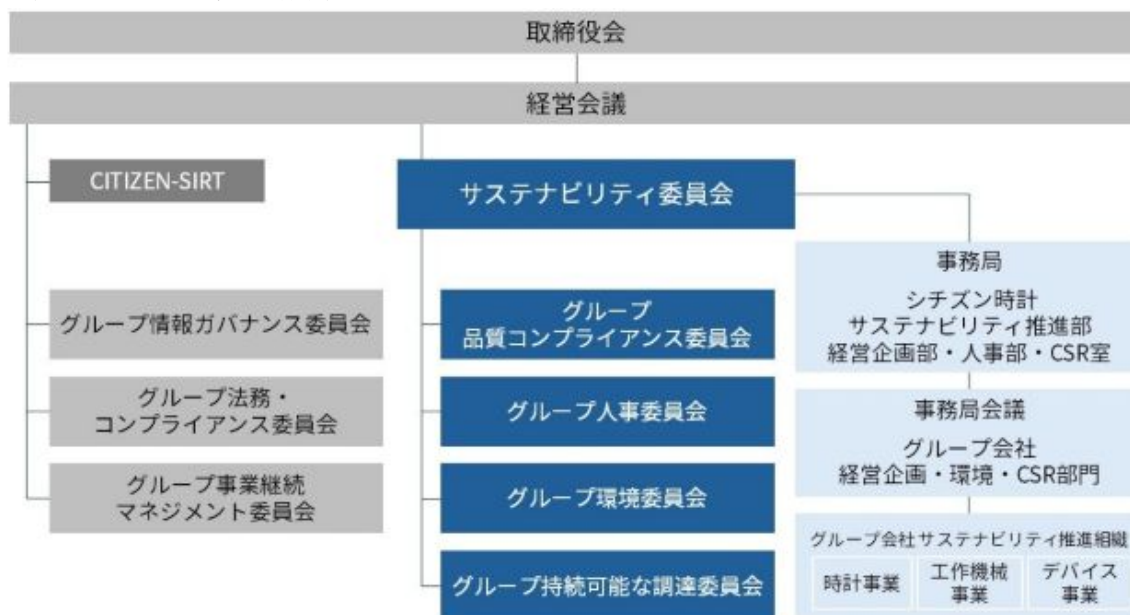 取締役会
経営会議
CITIZEN-SIRT
グループ情報ガバナンス委員会
グループ法務・
コンプライアンス委員会
グループ事業継続
マネジメント委員会
サステナビリティ委員会
グループ
品質コンプライアンス委員会
グループ人事委員会
グループ環境委員会
グループ持続可能な調達委員会
事務局
シチズン時計
サステナビリティ推進部
経営企画部・人事部・CSR室
事務局会議
グループ会社
経営企画・環境・CSR部門
グループ会社サステナビリティ推進組織
時計事業
工作機械
事業
デバイス
事業